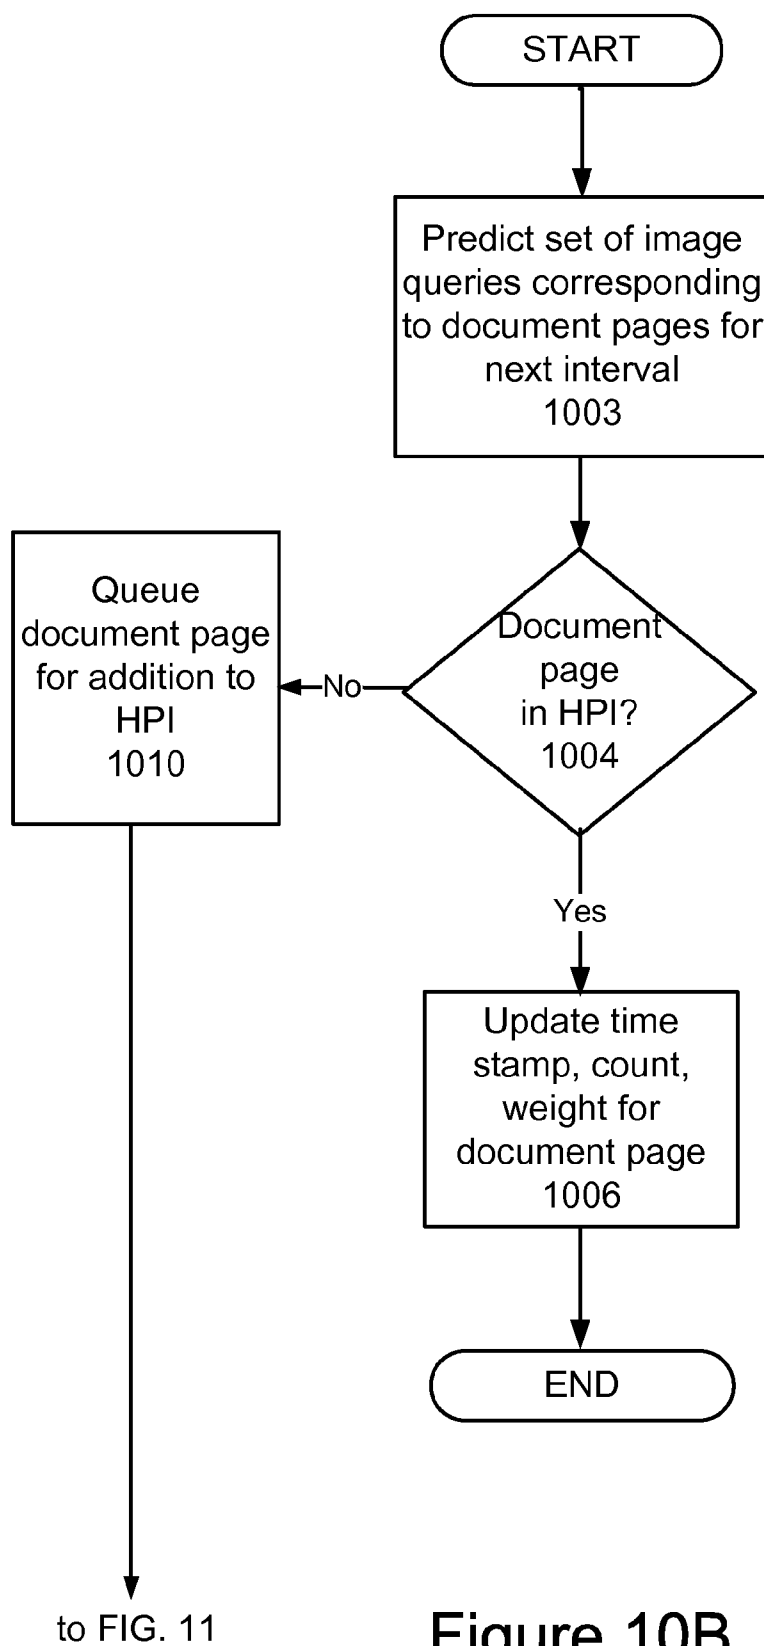 START
Predict set of image
queries corresponding
to document pages for
next interval
1003
Document
page
in HPI?
1004
No
Queue
document page
for addition to
HPI
1010
Yes
Update time
stamp, count,
weight for
document page
1006
END
to FIG. 11
Figure 10B